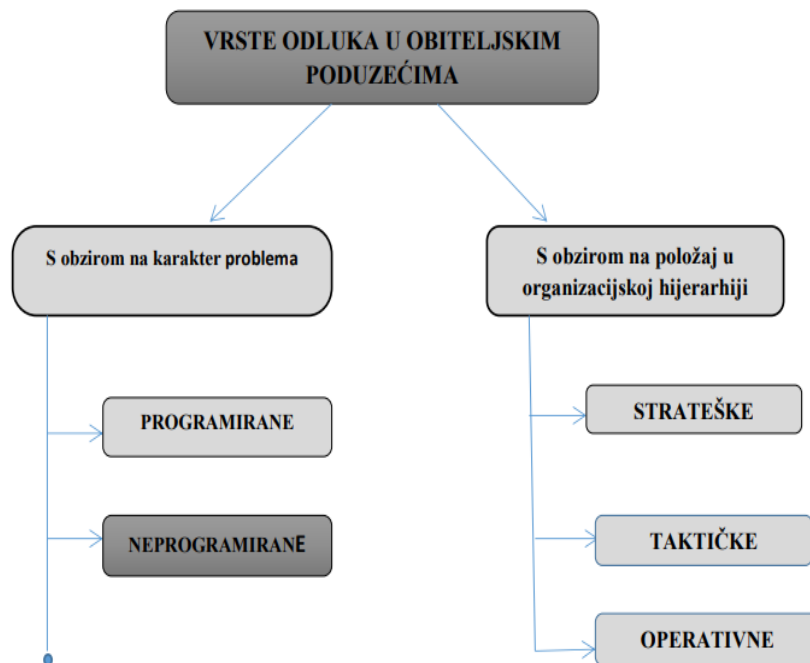 VRSTE ODLUKA U OBITELJSKIM
PODUZEĆIMA
S obzirom na karakter problema
S obzirom na položaj u
organizacijskoj hijerarhiji
PROGRAMIRANE
NEPROGRAMIRANE
STRATEŠKE
TAKTIČKE
OPERATIVNE